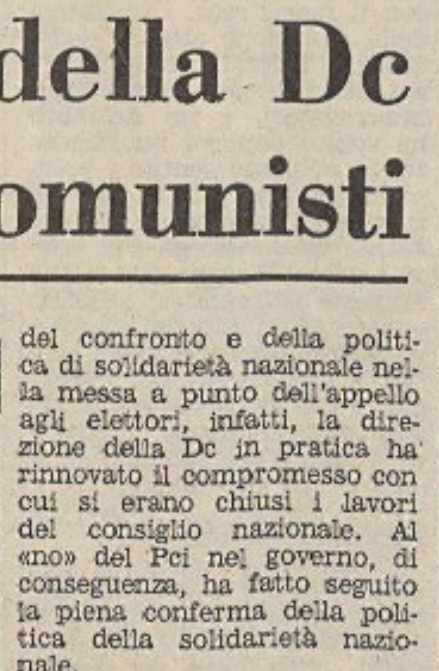 della Dc
omunisti
del confronto e della politi-
ca di solidarietà nazionale nel-
la messa a punto dell'appello
agli elettori, infatti, la dire-
zione della Dc in pratica ha
rinnovato il compromesso con
cui si erano chiusi i lavori
del consiglio nazionale. Al
«no» del Pci nel governo, di
conseguenza, ha fatto seguito
la piena conferma della poli-
tica della solidarietà nazio-
nale.